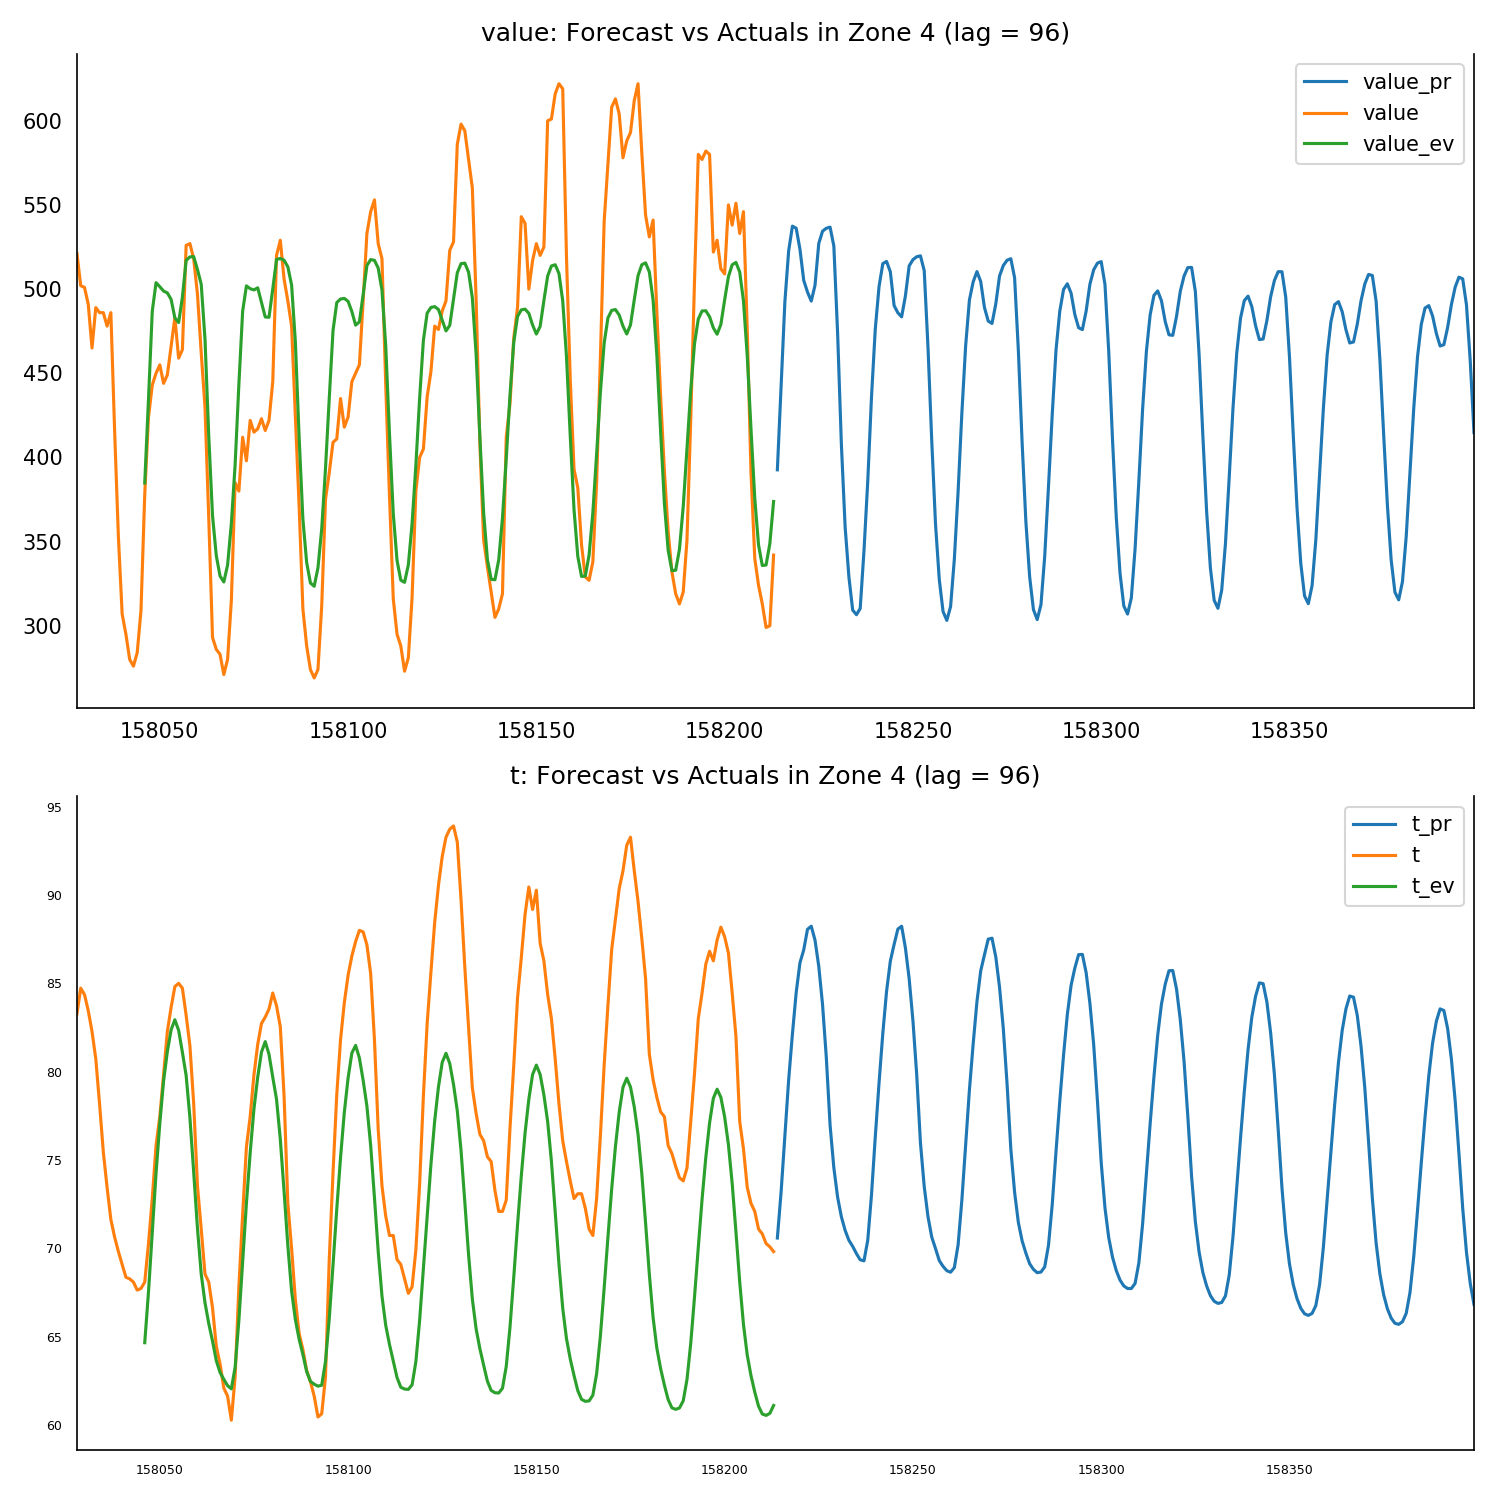 value: Forecast vs Actuals in Zone 4 (lag = 96)
value_pr
value
value_ev
600
550
500
450
400
350
300
158050 158100 158150 158200 158250 158300 158350
t: Forecast vs Actuals in Zone 4 (lag = 96)
t_pr
t
t_ev
95
90
85
80
75
70
65
60
158050 158100 158150 158200 158250 158300 158350